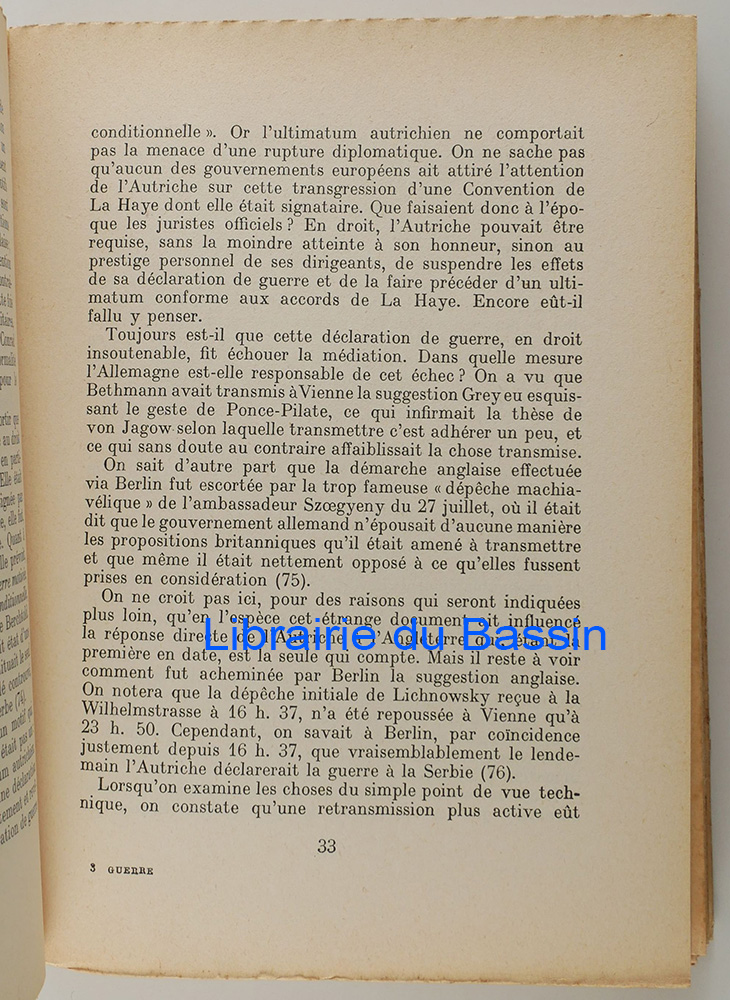 conditionnelle ». Or l'ultimatum autrichien ne comportait
pas la menace d'une rupture diplomatique. On ne sache pas
qu'aucun des gouvernements européens ait attiré l'attention
de l'Autriche sur cette transgression d'une Convention de
La Haye dont elle était signataire. Que faisaient donc à l'épo-
que les juristes officiels ? En droit, l'Autriche pouvait être
requise, sans la moindre atteinte à son honneur, sinon au
prestige personnel de ses dirigeants, de suspendre les effets
de sa déclaration de guerre et de la faire précéder d'un ulti-
matum conforme aux accords de La Haye. Encore eût-il
fallu y penser.
Toujours est-il que cette déclaration de guerre, en droit
insoutenable, fit échouer la médiation. Dans quelle mesure
l'Allemagne est-elle responsable de cet échec ? On a vu que
Bethmann avait transmis à Vienne la suggestion Grey eu esquis-
sant le geste de Ponce-Pilate, ce qui infirmait la thèse de
von Jagow selon laquelle transmettre c'est adhérer un peu, et
ce qui sans doute au contraire affaiblissait la chose transmise.
On sait d'autre part que la démarche anglaise effectuée
via Berlin fut escortée par la trop fameuse « dépêche machia-
vélique » de l'ambassadeur Szœgyeny du 27 juillet, où il était
dit que le gouvernement allemand n'épousait d'aucune manière
les propositions britanniques qu'il était amené à transmettre
et que même il était nettement opposé à ce qu'elles fussent
prises en considération (75).
On ne croit pas ici, pour des raisons qui seront indiquées
plus loin, qu'en l'espèce cet étrange document ait influencé
la réponse directe de l'Autriche à l'Angleterre qui, étant la
première en date, est la seule qui compte. Mais il reste à voir
comment fut acheminée par Berlin la suggestion anglaise.
On notera que la dépêche initiale de Lichnowsky reçue à la
Wilhelmstrasse à 16 h. 37, n'a été repoussée à Vienne qu'à
23 h. 50. Cependant, on savait à Berlin, par coïncidence
justement depuis 16 h. 37, que vraisemblablement le lende-
main l'Autriche déclarerait la guerre à la Serbie (76).
Lorsqu'on examine les choses du simple point de vue tech-
nique, on constate qu'une retransmission plus active eût
33
3 GUERRE
Librairie du Bassin